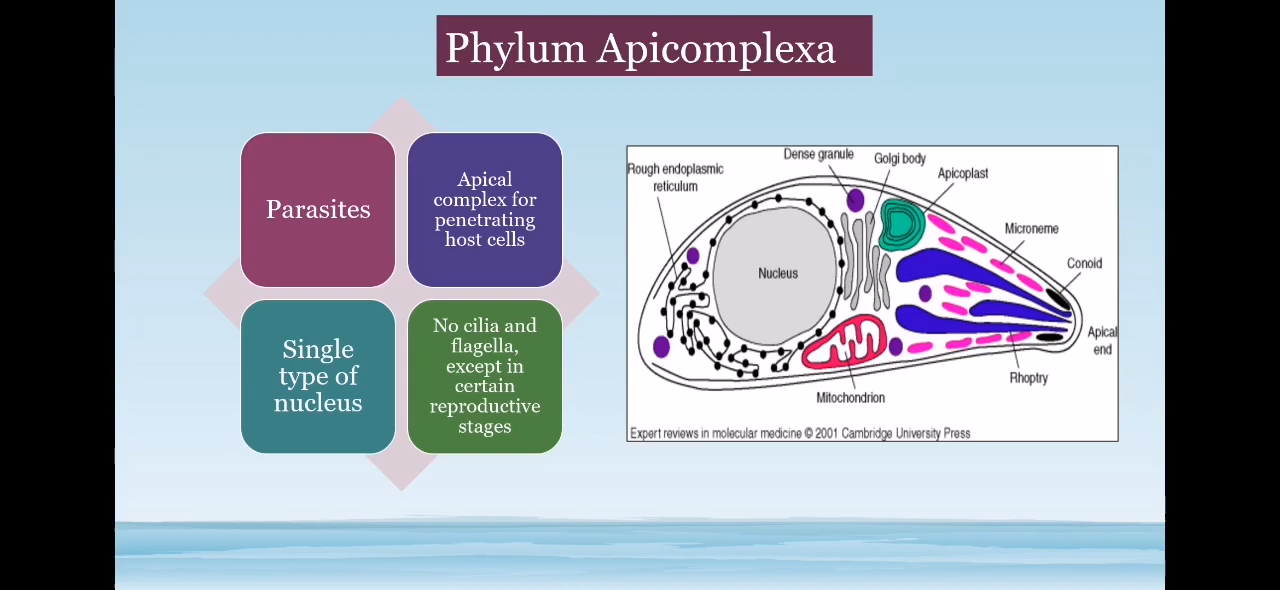 Phylum Apicomplexa
Parasites
Apical
complex for
penetrating
host cells
Single
type of
nucleus
No cilia and
flagella,
except in
certain
reproductive
stages
Dense granule
Golgi body
Rough endoplasmic
reticulum
Apicoplast
Microneme
Conoid
Nucleus
Apical
end
Rhoptry
Mitochondrion
Expert reviews in molecular medicine © 2001 Cambridge University Press